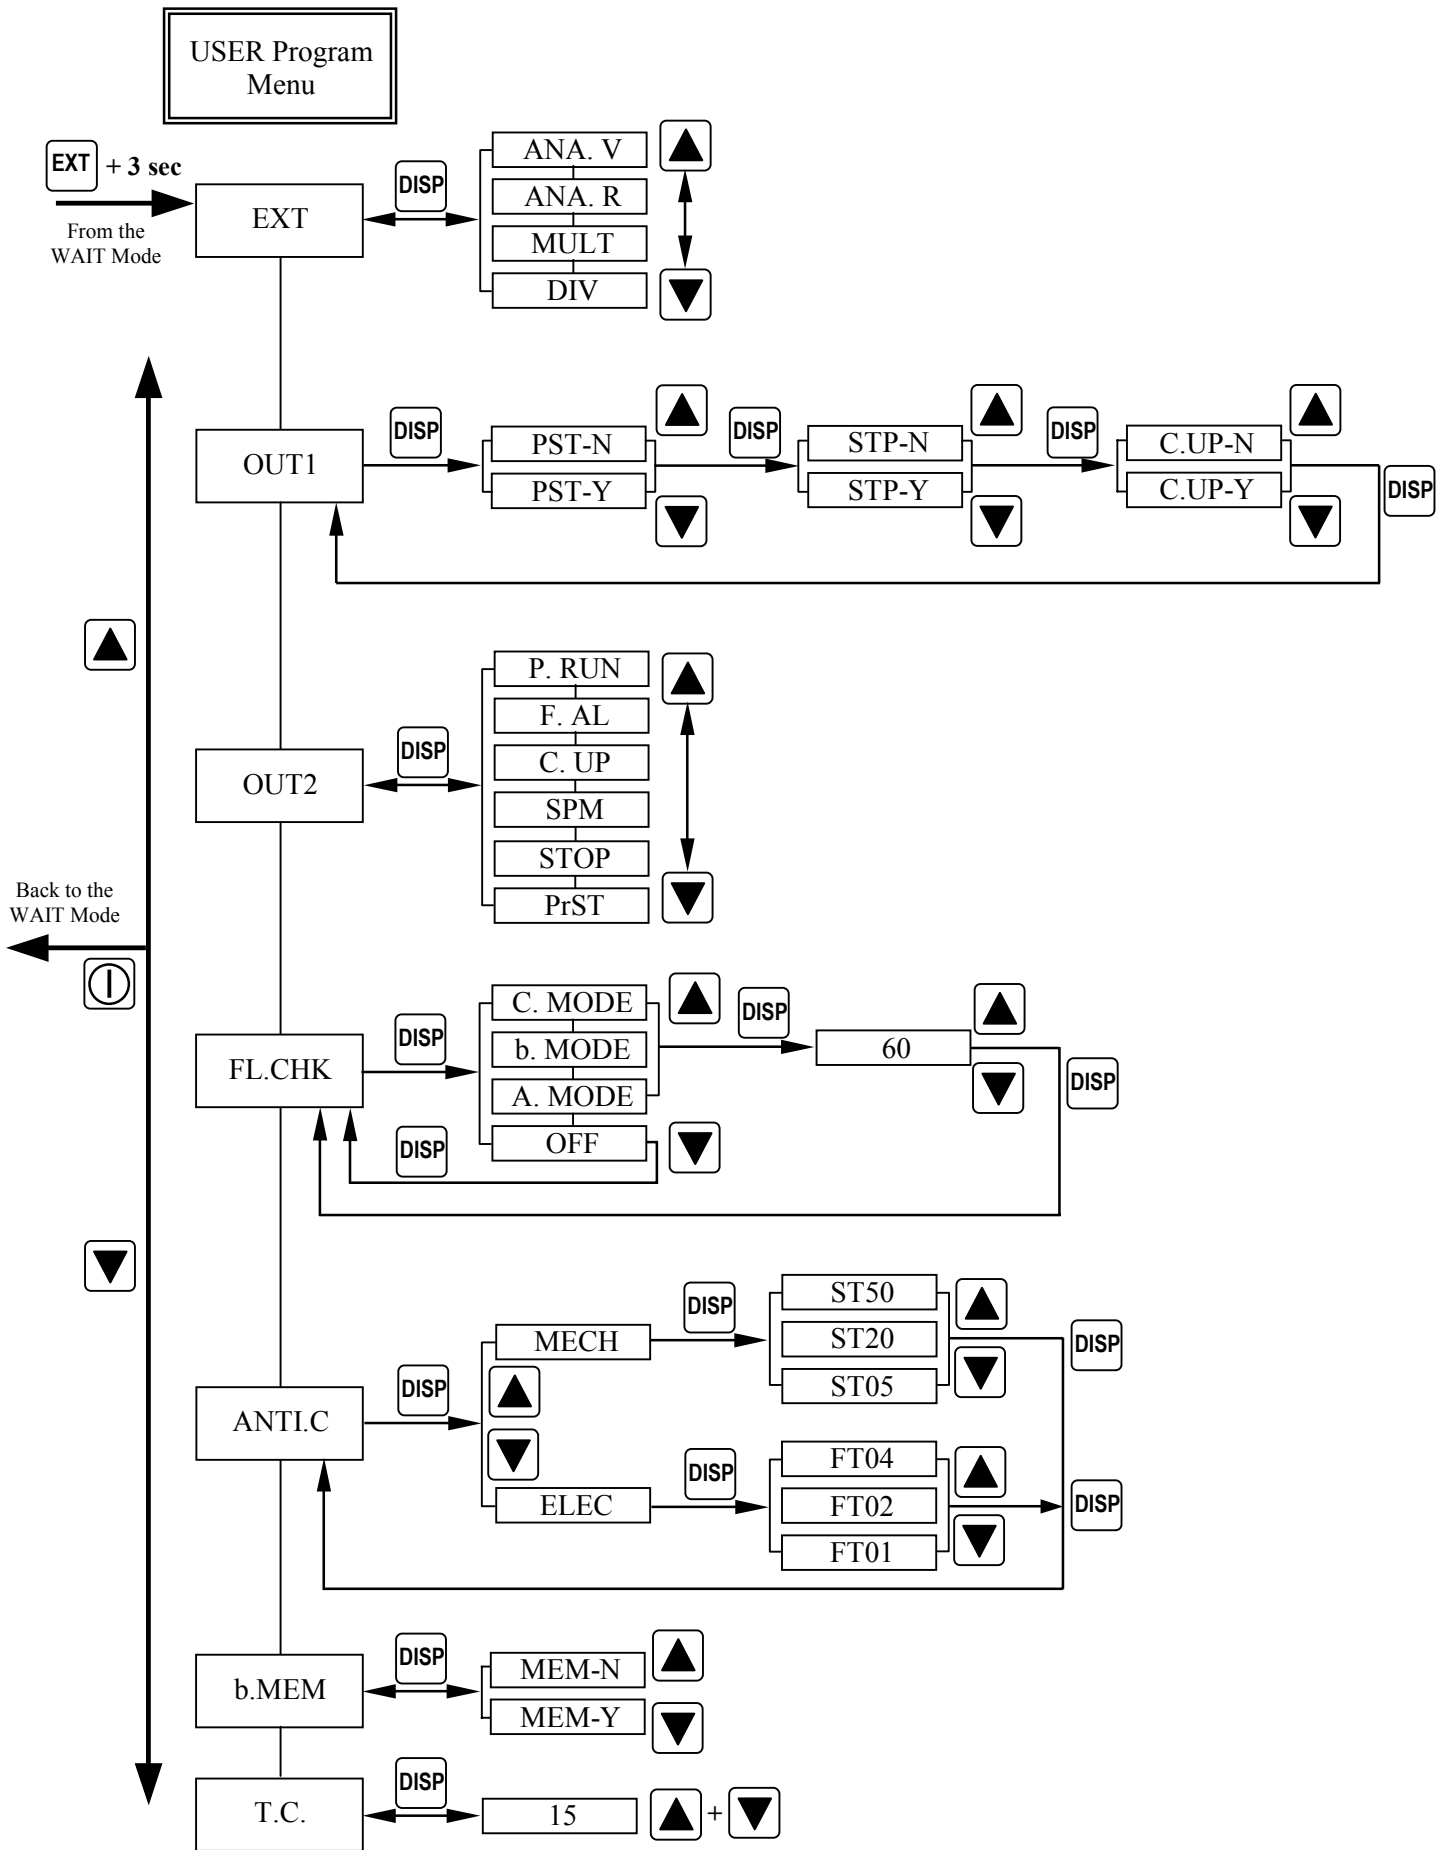 USER Program
Menu
EXT + 3 sec
From the
WAIT Mode
EXT
DISP
ANA. V
ANA. R
MULT
DIV
OUT1
DISP
PST-N
PST-Y
DISP
STP-N
STP-Y
DISP
C.UP-N
C.UP-Y
DISP
OUT2
DISP
P. RUN
F. AL
C. UP
SPM
STOP
PrST
Back to the
WAIT Mode
FL.CHK
DISP
C. MODE
b. MODE
A. MODE
OFF
DISP
DISP
60
DISP
ANTI.C
DISP
MECH
DISP
ST50
ST20
ST05
DISP
ELEC
DISP
FT04
FT02
FT01
DISP
b.MEM
DISP
MEM-N
MEM-Y
T.C.
DISP
15
+